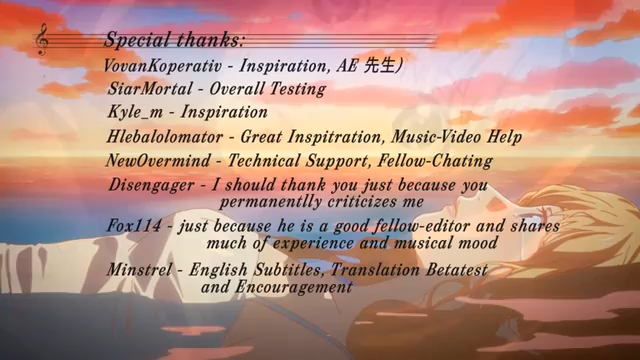 Special thanks:
VovanKoperativ - Inspiration, AE 先生)
SiarMortal - Overall Testing
Kyle_m - Inspiration
Hlebalolomator - Great Inspitration, Music-Video Help
NewOvermind - Technical Support, Fellow-Chating
Disengager - I should thank you just because you
permanentlly criticizes me
Fox114 - just because he is a good fellow-editor and shares
much of experience and musical mood
Minstrel - English Subtitles, Translation Betatest
and Encouragement